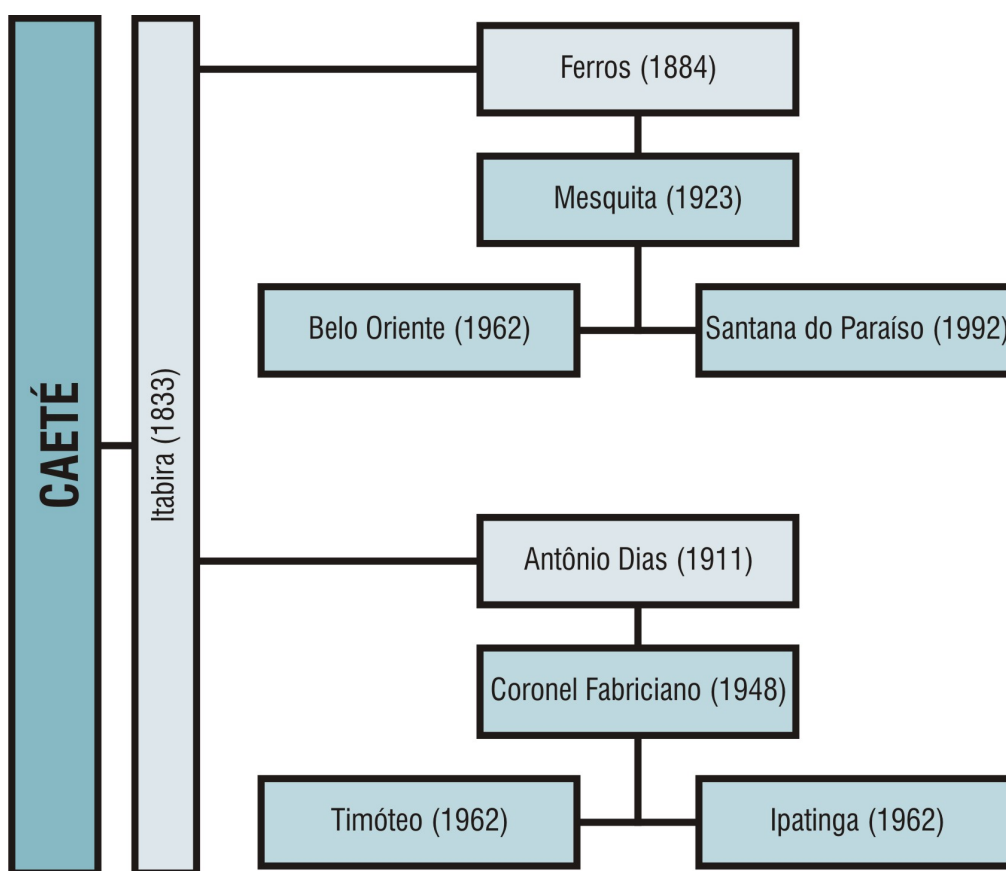 CAETÉ
Itabira (1833)
Ferros (1884)
Mesquita (1923)
Belo Oriente (1962)
Santana do Paraíso (1992)
Antônio Dias (1911)
Coronel Fabriciano (1948)
Timóteo (1962)
Ipatinga (1962)